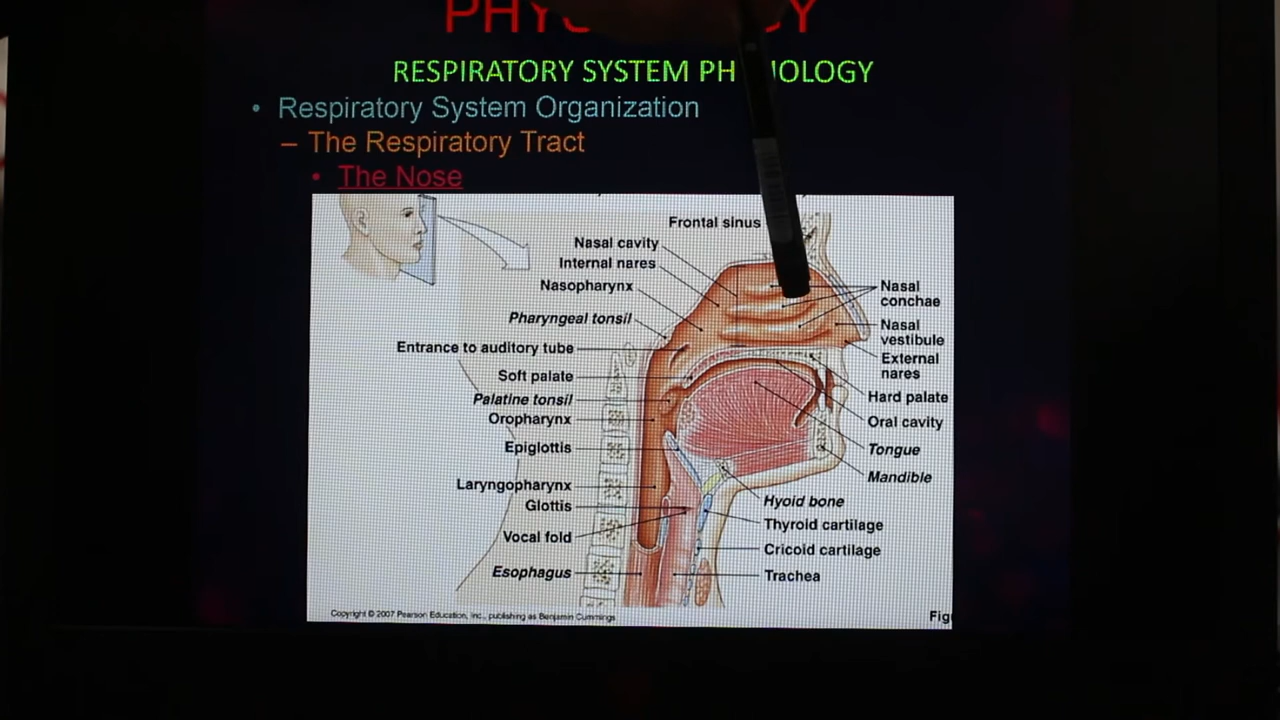 RESPIRATORY SYSTEM
• Respiratory System Organization
– The Respiratory Tract
• The Nose
Frontal sinus
Nasal cavity
Internal nares
Nasopharynx
Pharyngeal tonsil
Entrance to auditory tube
Soft palate
Palatine tonsil
Oropharynx
Epiglottis
Laryngopharynx
Glottis
Vocal fold
Esophagus
Nasal
conchae
Nasal
vestibule
External
nares
Hard palate
Oral cavity
Tongue
Mandible
Hyoid bone
Thyroid cartilage
Cricoid cartilage
Trachea
Copyright © 2007 Pearson Education, Inc., publishing as Benjamin Cummings
Fig